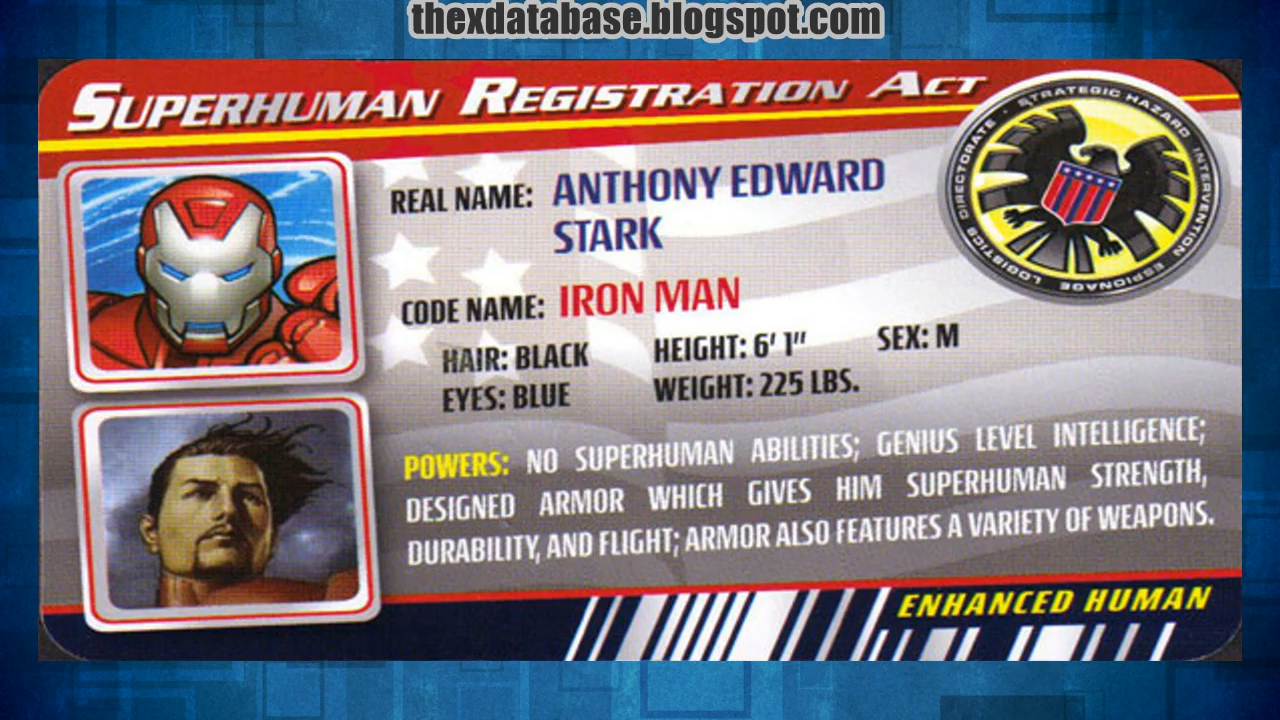 thexdatabase.blogspot.com
SUPERHUMAN REGISTRATION ACT
STRATEGIC HAZARD INTERVENTION ESPIONAGE LOGISTICS DIRECTORATE
REAL NAME: ANTHONY EDWARD
STARK
CODE NAME: IRON MAN
HAIR: BLACK HEIGHT: 6' 1" SEX: M
EYES: BLUE WEIGHT: 225 LBS.
POWERS: NO SUPERHUMAN ABILITIES; GENIUS LEVEL INTELLIGENCE;
DESIGNED ARMOR WHICH GIVES HIM SUPERHUMAN STRENGTH,
DURABILITY, AND FLIGHT; ARMOR ALSO FEATURES A VARIETY OF WEAPONS.
ENHANCED HUMAN